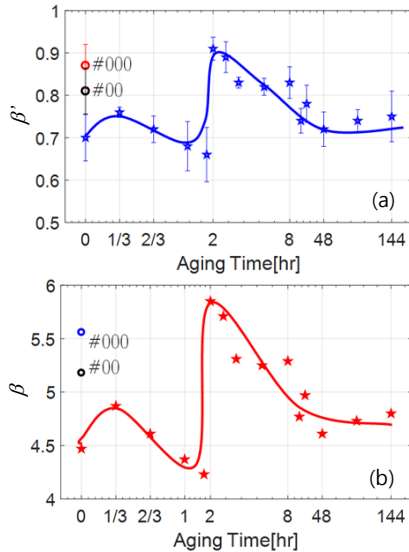 1
0.9
0.8
0.7
0.6
0.5
β'
#000
#00
(a)
0 1/3 2/3 1 2 8 48 144
Aging Time[hr]
6
5.5
5
4.5
4
β
#000
#00
(b)
0 1/3 2/3 1 2 8 48 144
Aging Time[hr]